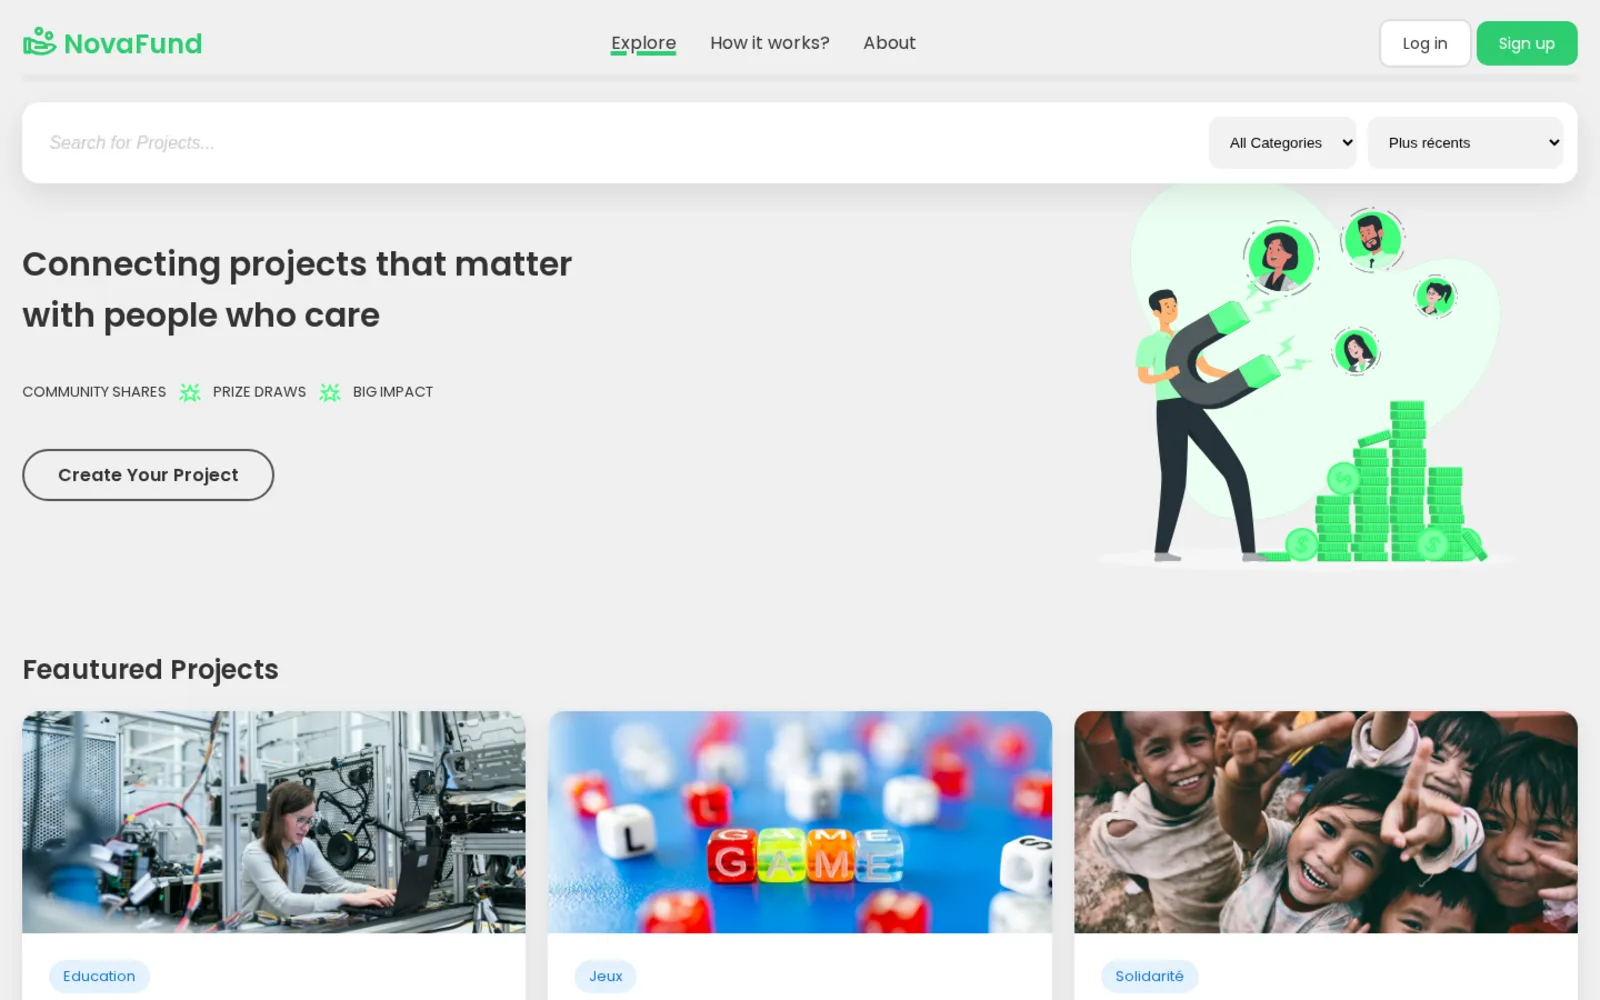 NovaFund
Explore
How it works?
About
Log in
Sign up
Search for Projects...
All Categories
Plus récents
Connecting projects that matter
with people who care
COMMUNITY SHARES
PRIZE DRAWS
BIG IMPACT
Create Your Project
Feautured Projects
L
GAME
GAME
S
Education
Jeux
Solidarité